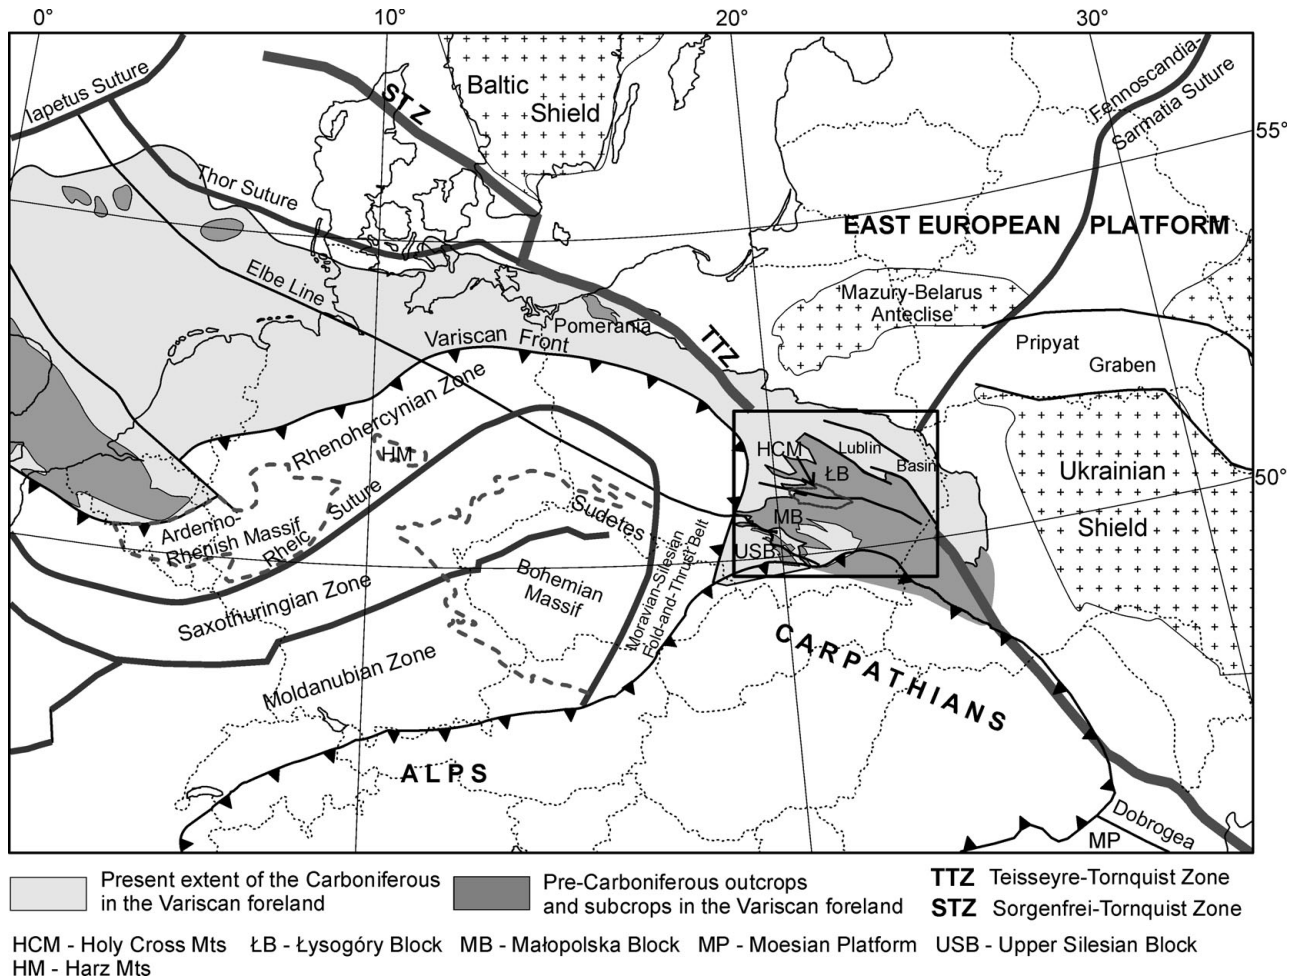 0°
10°
20°
30°
Iapetus Suture
STZ
Baltic
Shield
Fennoscandia-
Sarmatia Suture
55°
Thor Suture
EAST EUROPEAN PLATFORM
Elbe Line
Mazury-Belarus
Anteclise
Pomerania
Variscan Front
TTZ
Pripyat
Graben
Rhenohercynian Zone
HM
HCM
Lublin
Basin
ŁB
Ukrainian
Shield
50°
Ardenno-
Rhenish Massif
Rheic Suture
Sudetes
MB
USB
Saxothuringian Zone
Bohemian
Massif
Moravian-Silesian
Fold-and-Thrust Belt
Moldanubian Zone
CARPATHIANS
ALPS
Dobrogea
MP
Present extent of the Carboniferous
in the Variscan foreland
Pre-Carboniferous outcrops
and subcrops in the Variscan foreland
TTZ Teisseyre-Tornquist Zone
STZ Sorgenfrei-Tornquist Zone
HCM - Holy Cross Mts ŁB - Łysogóry Block MB - Małopolska Block MP - Moesian Platform USB - Upper Silesian Block
HM - Harz Mts